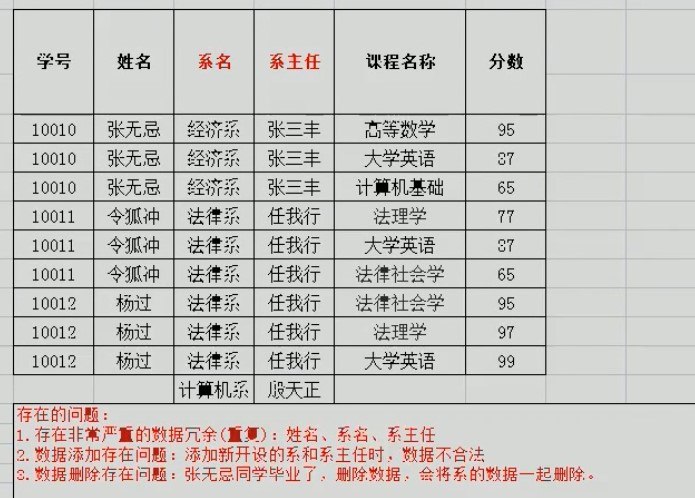 学号 姓名 系名 系主任 课程名称 分数
10010 张无忌 经济系 张三丰 高等数学 95
10010 张无忌 经济系 张三丰 大学英语 87
10010 张无忌 经济系 张三丰 计算机基础 65
10011 令狐冲 法律系 任我行 法理学 77
10011 令狐冲 法律系 任我行 大学英语 87
10011 令狐冲 法律系 任我行 法律社会学 65
10012 杨过 法律系 任我行 法律社会学 95
10012 杨过 法律系 任我行 法理学 97
10012 杨过 法律系 任我行 大学英语 99
计算机系 殷天正
存在的问题：
1.存在非常严重的数据冗余(重复)：姓名、系名、系主任
2.数据添加存在问题：添加新开设的系和系主任时，数据不合法
3.数据删除存在问题：张无忌同学毕业了，删除数据，会将系的数据一起删除。